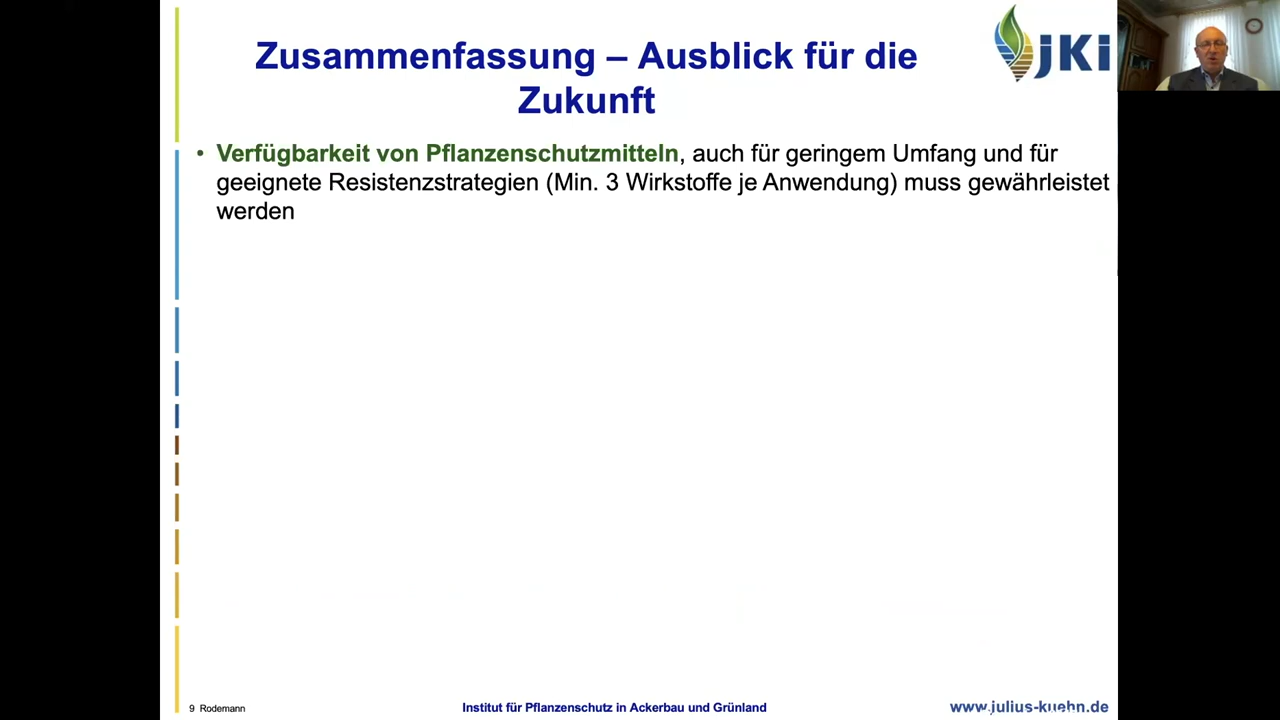 Zusammenfassung – Ausblick für die
Zukunft
JKi
• Verfügbarkeit von Pflanzenschutzmitteln, auch für geringem Umfang und für
geeignete Resistenzstrategien (Min. 3 Wirkstoffe je Anwendung) muss gewährleistet
werden
9 Rodemann
Institut für Pflanzenschutz in Ackerbau und Grünland
www.julius-kuehn.de